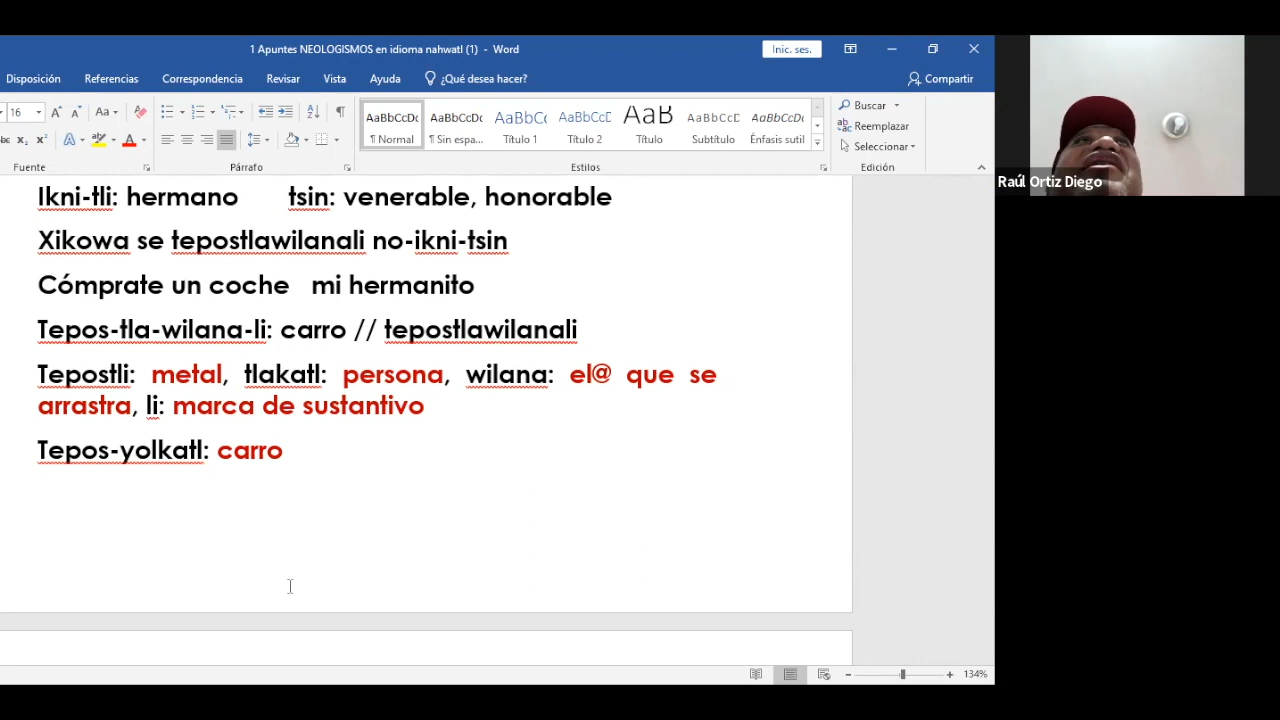 1 Apuntes NEOLOGISMOS en idioma nahwatl (1) - Word
Inic. ses.
Disposición Referencias Correspondencia Revisar Vista Ayuda ¿Qué desea hacer? Compartir
16 Aa
AaBbCcDc AaBbCcDc AaBbCc AaBbCcD AaB AaBbCcD AaBbCcDc
¶ Normal ¶ Sin espa... Título 1 Título 2 Título Subtítulo Énfasis sutil
Buscar
Reemplazar
Seleccionar
Fuente Párrafo Estilos Edición
Ikni-tli: hermano tsin: venerable, honorable
Xikowa se tepostlawilanali no-ikni-tsin
Cómprate un coche mi hermanito
Tepos-tla-wilana-li: carro // tepostlawilanali
Tepostli: metal, tlakatl: persona, wilana: el@ que se
arrastra, li: marca de sustantivo
Tepos-yolkatl: carro
134%
Raúl Ortiz Diego